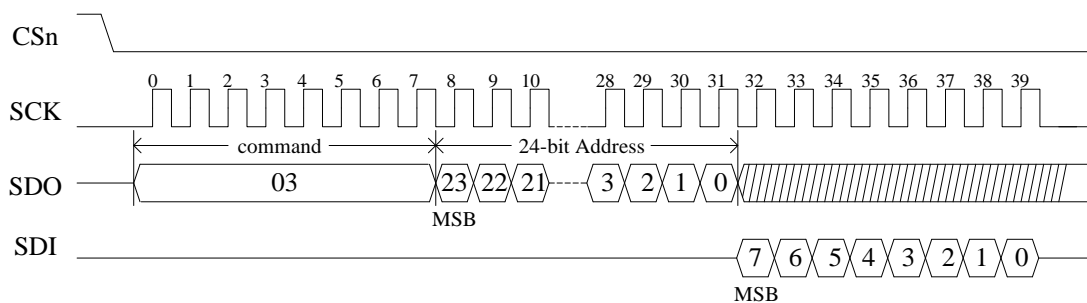 CSn
0 1 2 3 4 5 6 7 8 9 10 28 29 30 31 32 33 34 35 36 37 38 39
SCK
command 24-bit Address
SDO 03 23 22 21 3 2 1 0
MSB
SDI 7 6 5 4 3 2 1 0
MSB